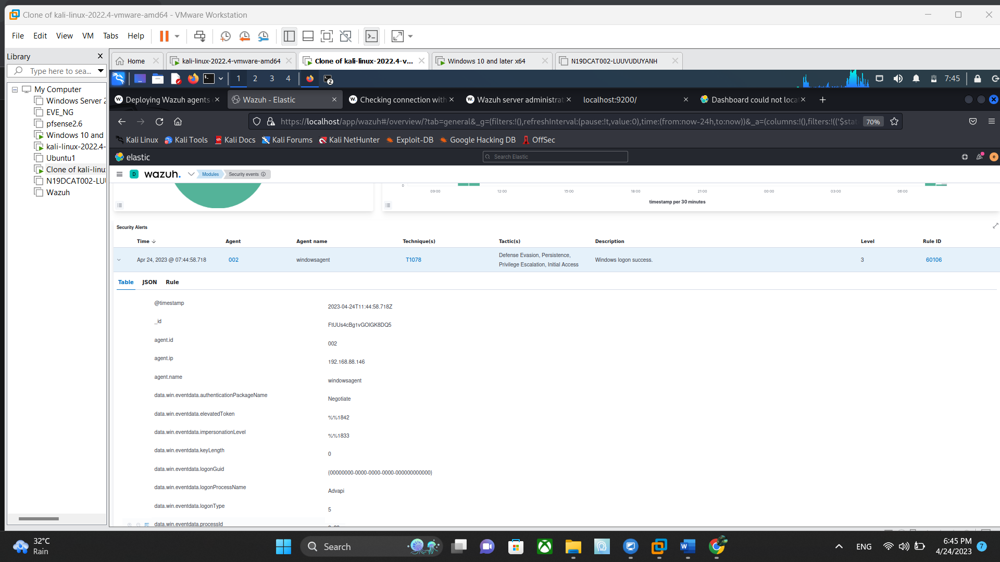 Clone of kali-linux-2022.4-vmware-amd64 - VMware Workstation
File Edit View VM Tabs Help
Library
Type here to sea...
My Computer
Windows Server 2
EVE_NG
pfsense2.6
Windows 10 and
kali-linux-2022.4-
Ubuntu1
Clone of kali-linu
N19DCAT002-LU
Wazuh
Home
kali-linux-2022.4-vmware-amd64
Clone of kali-linux-2022.4-v...
Windows 10 and later x64
N19DCAT002-LUUVUDUYANH
1 2 3 4
2
7:45
Deploying Wazuh agents
Wazuh - Elastic
Checking connection with
Wazuh server administrat
localhost:9200/
Dashboard could not loca
https://localhost/app/wazuh#/overview/?tab=general&_g=(filters:!(),refreshInterval:(pause:!t,value:0),time:(from:now-24h,to:now))&_a=(columns:!(),filters:!(('$stat
70%
Kali Linux
Kali Tools
Kali Docs
Kali Forums
Kali NetHunter
Exploit-DB
Google Hacking DB
OffSec
elastic
Search Elastic
e
D
wazuh.
Modules
Security events
0
09:00 12:00 15:00 18:00 21:00 00:00 03:00 06:00
timestamp per 30 minutes
Security Alerts
Time Agent Agent name Technique(s) Tactic(s) Description Level Rule ID
Apr 24, 2023 @ 07:44:58.718 002 windowsagent T1078 Defense Evasion, Persistence, Windows logon success. 3 60106
Privilege Escalation, Initial Access
Table JSON Rule
@timestamp 2023-04-24T11:44:58.718Z
_id FtUUs4cBg1vGOlGK8DQ5
agent.id 002
agent.ip 192.168.88.146
agent.name windowsagent
data.win.eventdata.authenticationPackageName Negotiate
data.win.eventdata.elevatedToken %%1842
data.win.eventdata.impersonationLevel %%1833
data.win.eventdata.keyLength 0
data.win.eventdata.logonGuid {00000000-0000-0000-0000-000000000000}
data.win.eventdata.logonProcessName Advapi
data.win.eventdata.logonType 5
data.win.eventdata.processId
32°C
Rain
Search
ENG
6:45 PM
4/24/2023
7